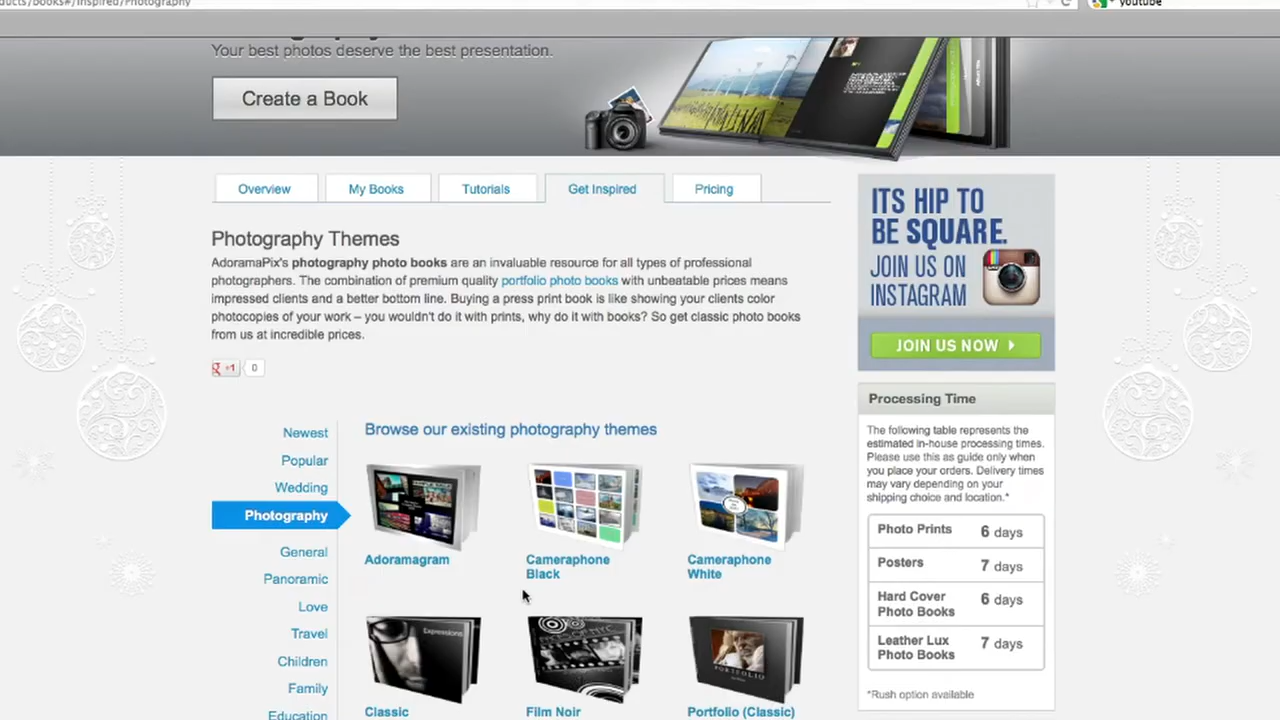 youtube
Your best photos deserve the best presentation.
Create a Book
Overview
My Books
Tutorials
Get Inspired
Pricing
Photography Themes
AdoramaPix's photography photo books are an invaluable resource for all types of professional
photographers. The combination of premium quality portfolio photo books with unbeatable prices means
impressed clients and a better bottom line. Buying a press print book is like showing your clients color
photocopies of your work – you wouldn't do it with prints, why do it with books? So get classic photo books
from us at incredible prices.
+1
0
Newest
Popular
Wedding
Photography
General
Panoramic
Love
Travel
Children
Family
Education
Browse our existing photography themes
Adoramagram
Cameraphone
Black
Cameraphone
White
Expressions
PORTFOLIO
Classic
Film Noir
Portfolio (Classic)
ITS HIP TO
BE SQUARE.
JOIN US ON
INSTAGRAM
JOIN US NOW
Processing Time
The following table represents the
estimated in-house processing times.
Please use this as guide only when
you place your orders. Delivery times
may vary depending on your
shipping choice and location.*
Photo Prints 6 days
Posters 7 days
Hard Cover
Photo Books 6 days
Leather Lux
Photo Books 7 days
*Rush option available